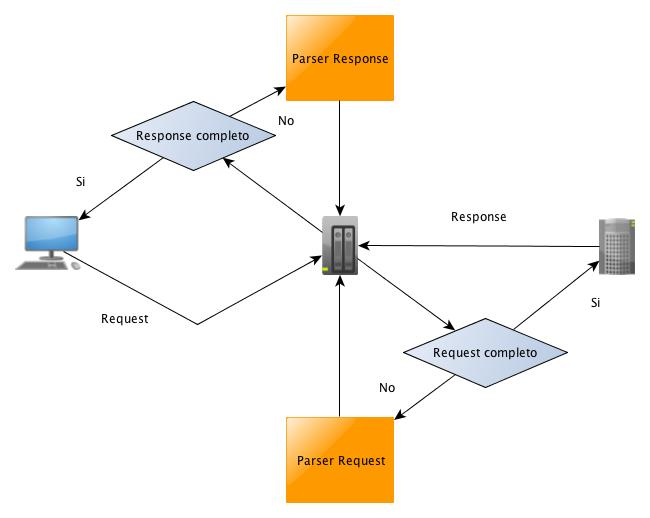 Parser Response
No
Response completo
Si
Response
Request
Si
Request completo
No
Parser Request